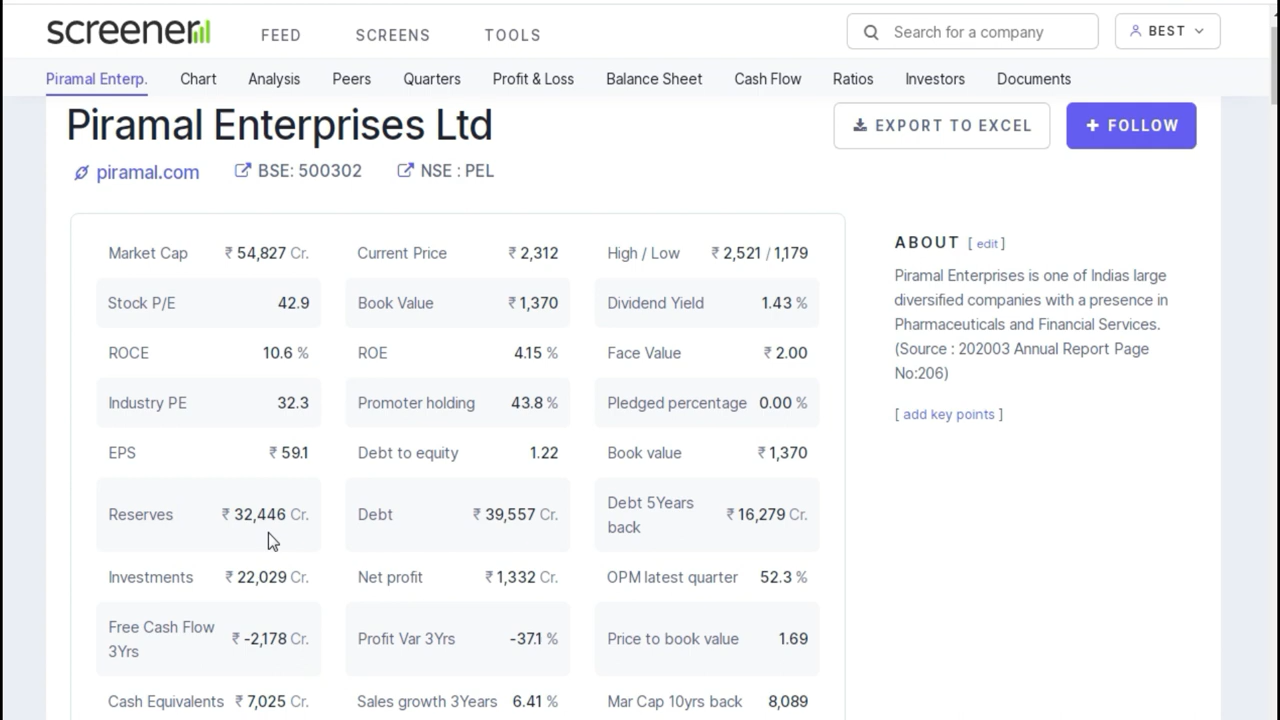 screener
FEED SCREENS TOOLS
Search for a company
BEST
Piramal Enterp. Chart Analysis Peers Quarters Profit & Loss Balance Sheet Cash Flow Ratios Investors Documents
Piramal Enterprises Ltd
EXPORT TO EXCEL
+ FOLLOW
piramal.com BSE: 500302 NSE : PEL
Market Cap ₹ 54,827 Cr. Current Price ₹ 2,312 High / Low ₹ 2,521 / 1,179
Stock P/E 42.9 Book Value ₹ 1,370 Dividend Yield 1.43 %
ROCE 10.6 % ROE 4.15 % Face Value ₹ 2.00
Industry PE 32.3 Promoter holding 43.8 % Pledged percentage 0.00 %
EPS ₹ 59.1 Debt to equity 1.22 Book value ₹ 1,370
Reserves ₹ 32,446 Cr. Debt ₹ 39,557 Cr. Debt 5Years
back ₹ 16,279 Cr.
Investments ₹ 22,029 Cr. Net profit ₹ 1,332 Cr. OPM latest quarter 52.3 %
Free Cash Flow
3Yrs ₹ -2,178 Cr. Profit Var 3Yrs -37.1 % Price to book value 1.69
Cash Equivalents ₹ 7,025 Cr. Sales growth 3Years 6.41 % Mar Cap 10yrs back 8,089
ABOUT [ edit ]
Piramal Enterprises is one of Indias large
diversified companies with a presence in
Pharmaceuticals and Financial Services.
(Source : 202003 Annual Report Page
No:206)
[ add key points ]